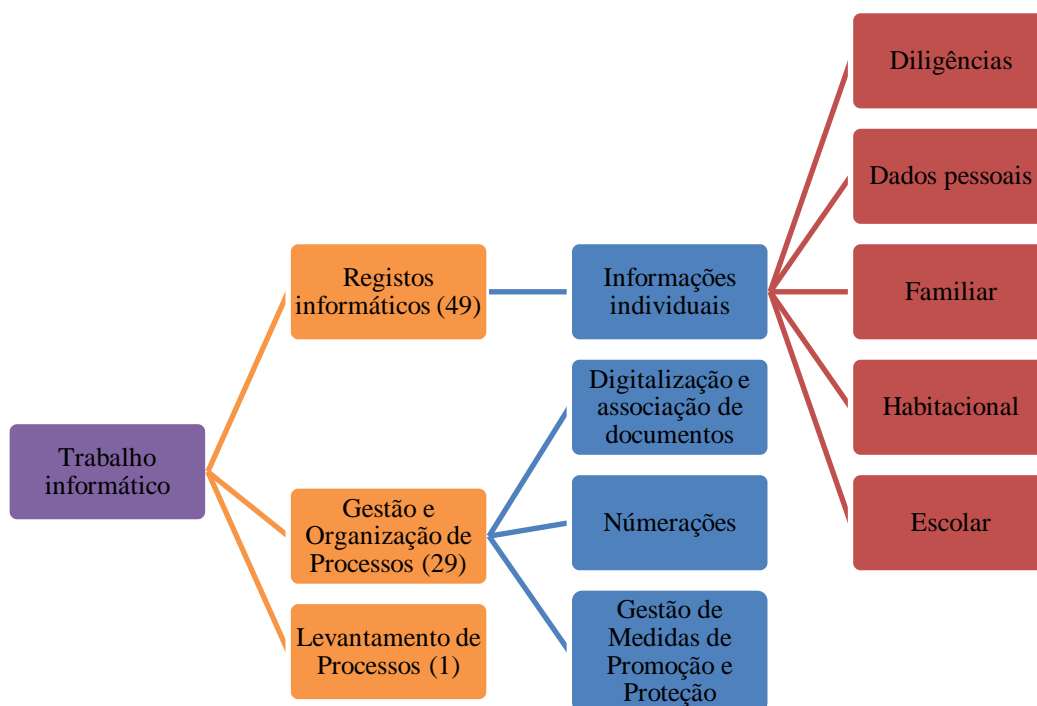 Trabalho
informático
Registos
informáticos (49)
Gestão e
Organização de
Processos (29)
Levantamento de
Processos (1)
Informações
individuais
Digitalização e
associação de
documentos
Númerações
Gestão de
Medidas de
Promoção e
Proteção
Diligências
Dados pessoais
Familiar
Habitacional
Escolar